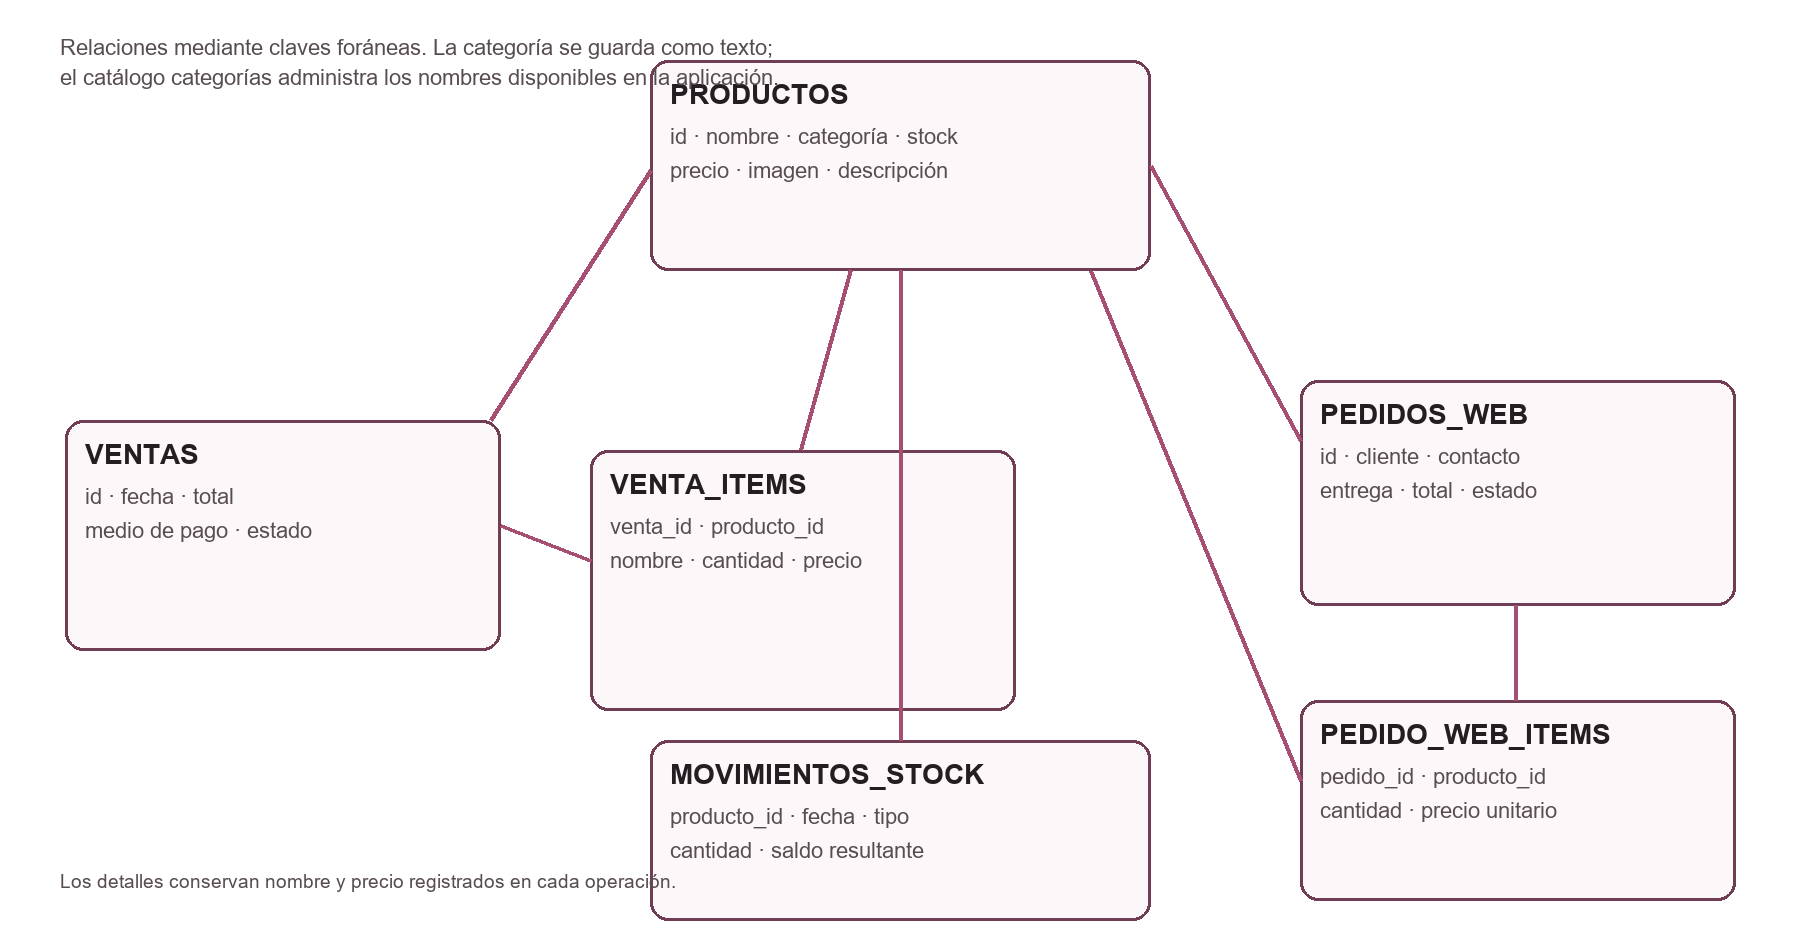 Relaciones mediante claves foráneas. La categoría se guarda como texto;
el catálogo categorías administra los nombres disponibles en la aplicación.
PRODUCTOS
id · nombre · categoría · stock
precio · imagen · descripción
VENTAS
id · fecha · total
medio de pago · estado
VENTA_ITEMS
venta_id · producto_id
nombre · cantidad · precio
PEDIDOS_WEB
id · cliente · contacto
entrega · total · estado
MOVIMIENTOS_STOCK
producto_id · fecha · tipo
cantidad · saldo resultante
PEDIDO_WEB_ITEMS
pedido_id · producto_id
cantidad · precio unitario
Los detalles conservan nombre y precio registrados en cada operación.